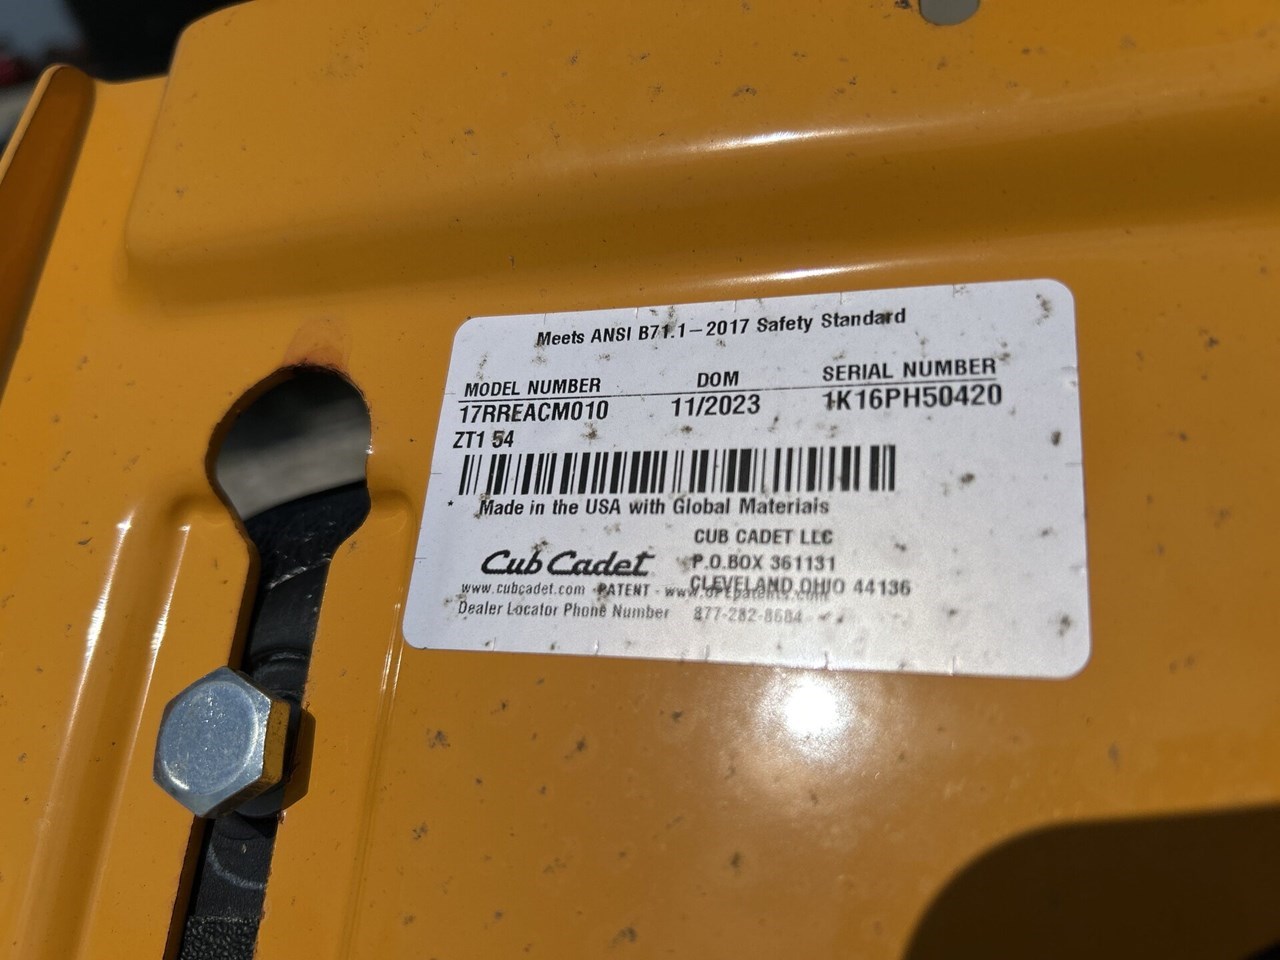 Meets ANSI B71.1-2017 Safety Standard
MODEL NUMBER DOM SERIAL NUMBER
17RREACM010 11/2023 1K16PH50420
ZT1 54
* Made in the USA with Global Materials
CUB CADET LLC
Cub Cadet P.O.BOX 361131
CLEVELAND,OHIO 44136
www.cubcadet.com PATENT - www.
Dealer Locator Phone Number 877-282-8684